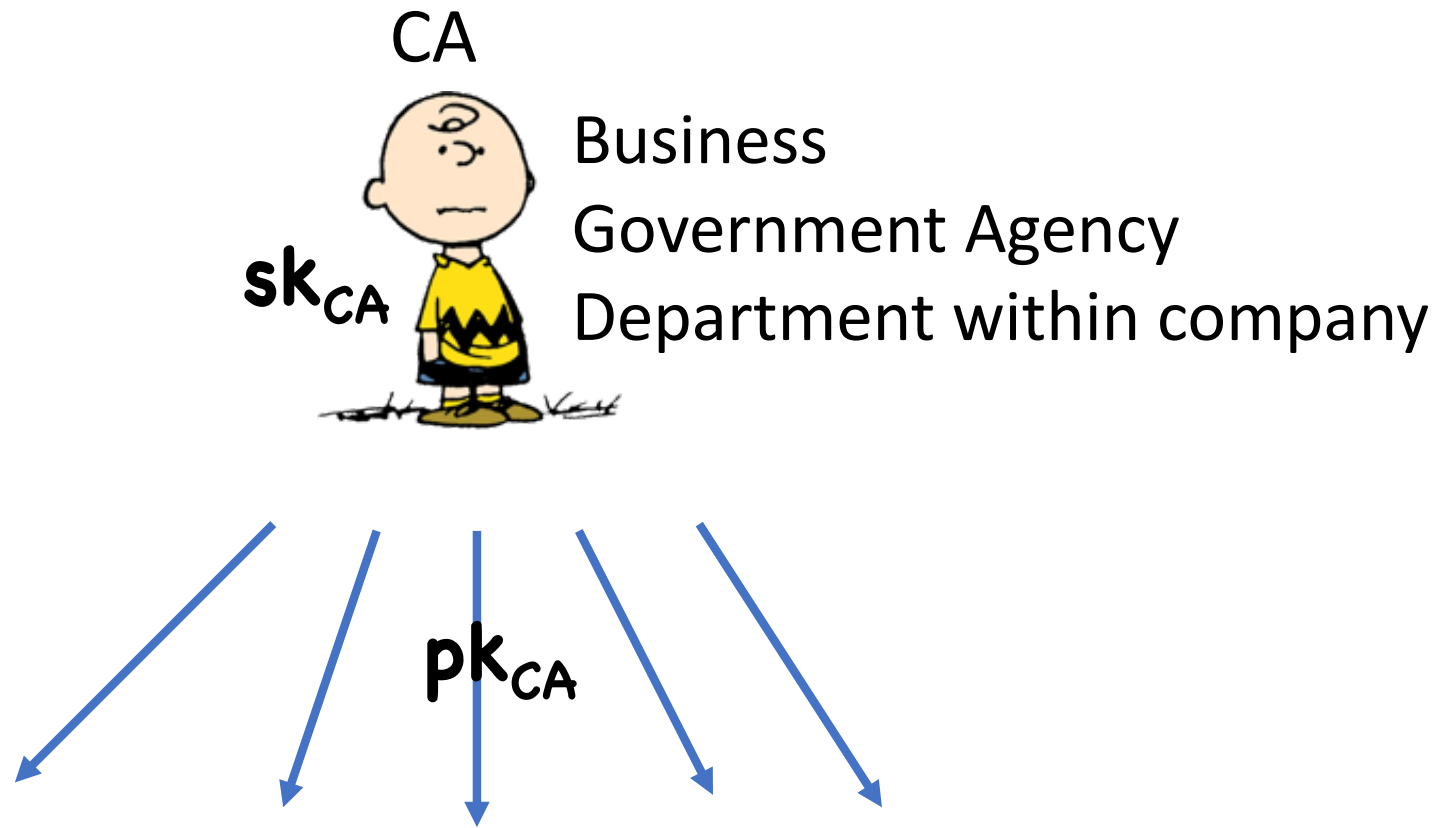 CA
Business
Government Agency
sk_CA
Department within company
pk_CA